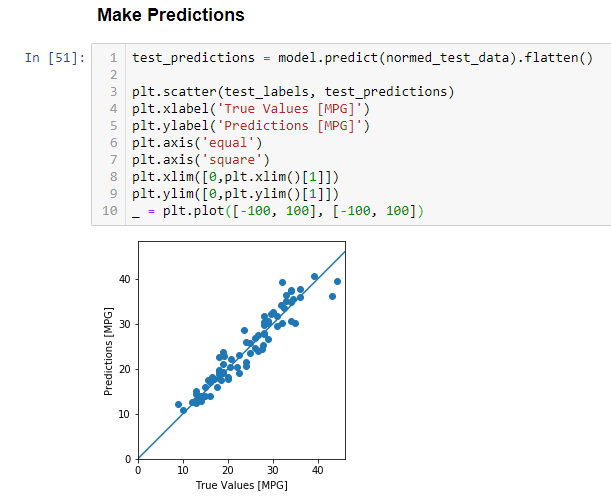 Make Predictions
In [51]:
1 test_predictions = model.predict(normed_test_data).flatten()
2
3 plt.scatter(test_labels, test_predictions)
4 plt.xlabel('True Values [MPG]')
5 plt.ylabel('Predictions [MPG]')
6 plt.axis('equal')
7 plt.axis('square')
8 plt.xlim([0,plt.xlim()[1]])
9 plt.ylim([0,plt.ylim()[1]])
10 _ = plt.plot([-100, 100], [-100, 100])
Predictions [MPG]
40
30
20
10
0
0 10 20 30 40
True Values [MPG]